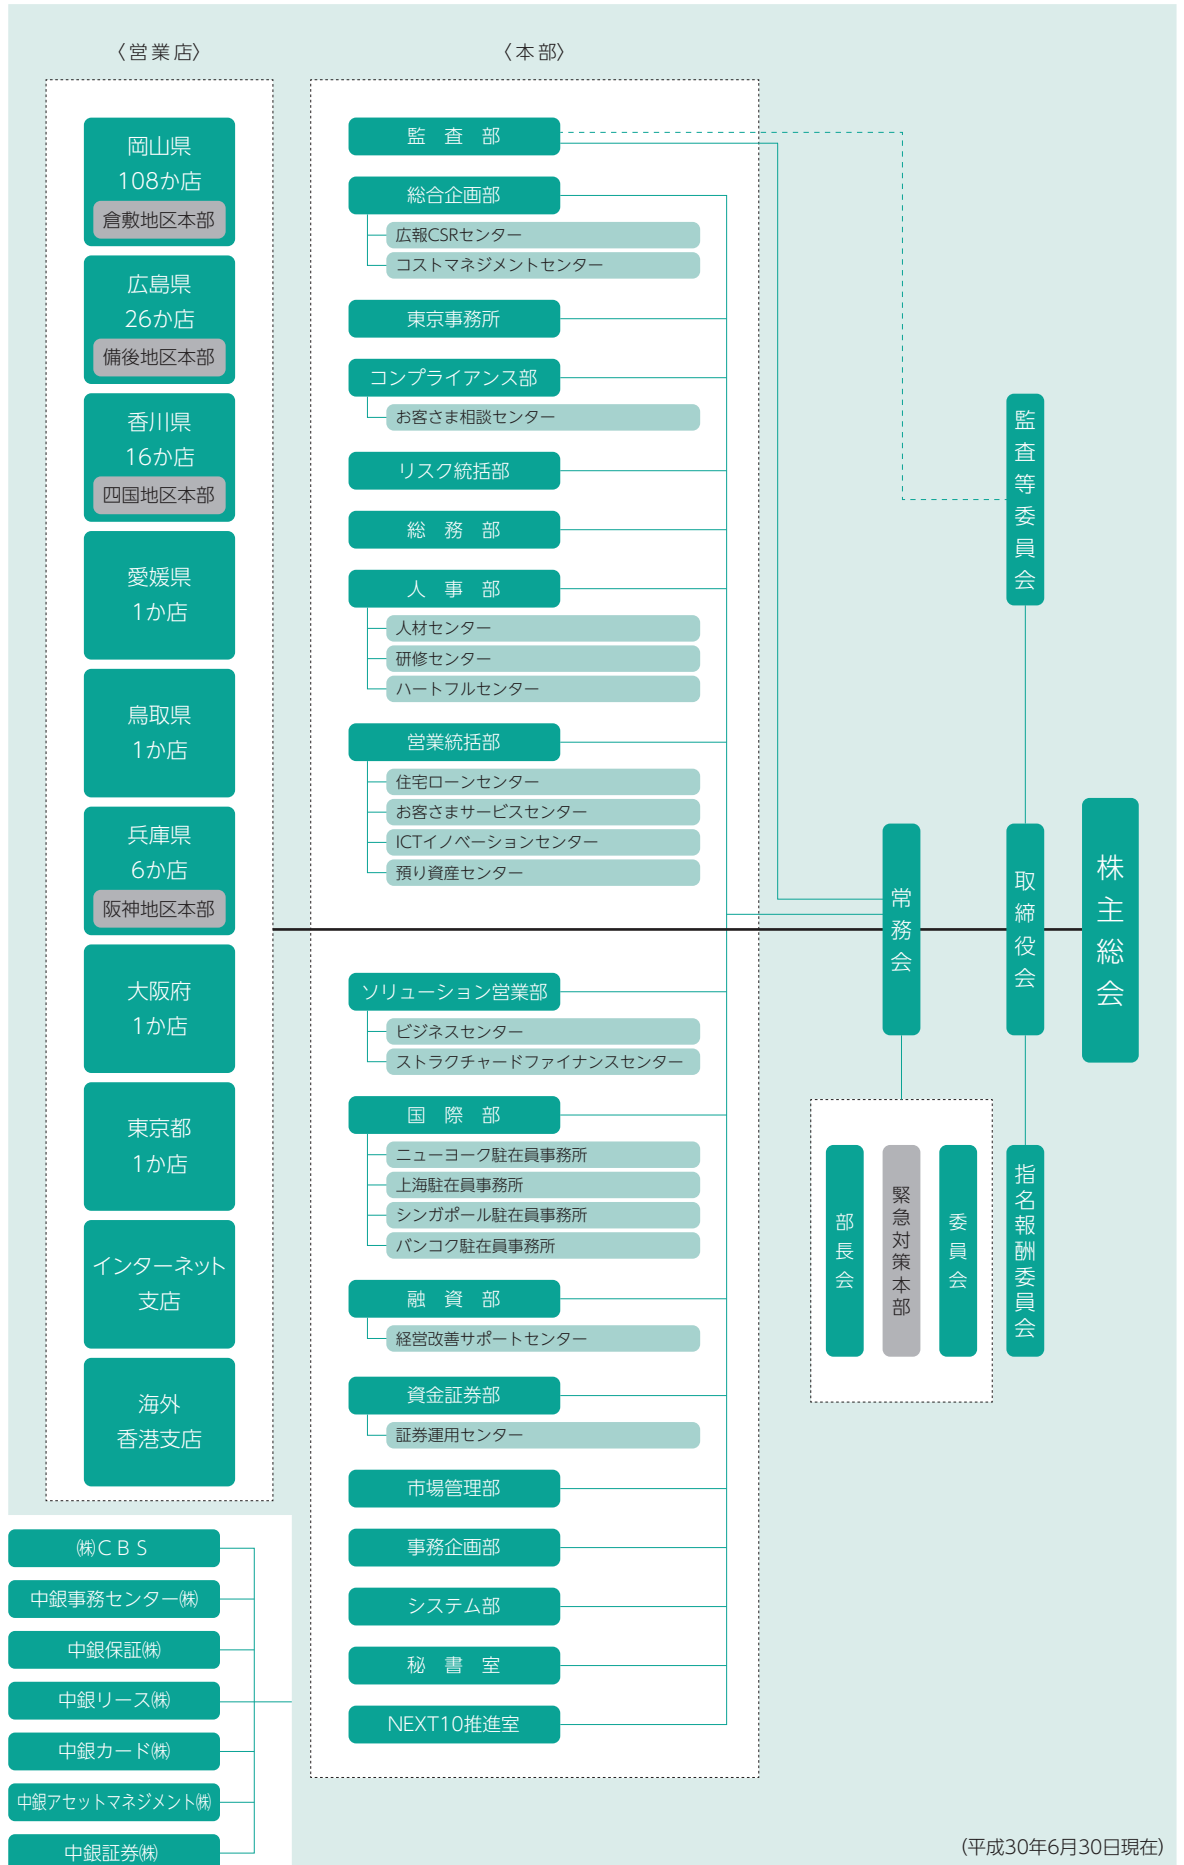 〈営業店〉
岡山県
108か店
倉敷地区本部
広島県
26か店
備後地区本部
香川県
16か店
四国地区本部
愛媛県
1か店
鳥取県
1か店
兵庫県
6か店
阪神地区本部
大阪府
1か店
東京都
1か店
インターネット
支店
海外
香港支店
〈本部〉
監査部
総合企画部
広報CSRセンター
コストマネジメントセンター
東京事務所
コンプライアンス部
お客さま相談センター
リスク統括部
総務部
人事部
人材センター
研修センター
ハートフルセンター
営業統括部
住宅ローンセンター
お客さまサービスセンター
ICTイノベーションセンター
預り資産センター
ソリューション営業部
ビジネスセンター
ストラクチャードファイナンスセンター
国際部
ニューヨーク駐在員事務所
上海駐在員事務所
シンガポール駐在員事務所
バンコク駐在員事務所
融資部
経営改善サポートセンター
資金証券部
証券運用センター
市場管理部
事務企画部
システム部
秘書室
NEXT10推進室
監査等委員会
常務会
取締役会
株主総会
部長会
緊急対策本部
委員会
指名報酬委員会
㈱CBS
中銀事務センター㈱
中銀保証㈱
中銀リース㈱
中銀カード㈱
中銀アセットマネジメント㈱
中銀証券㈱
(平成30年6月30日現在)